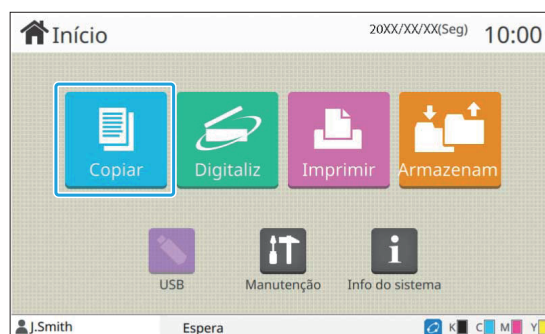 Início 20XX/XX/XX(Seg) 10:00
Copiar Digitaliz Imprimir Armazenam
USB Manutenção Info do sistema
J.Smith Espera K C M Y